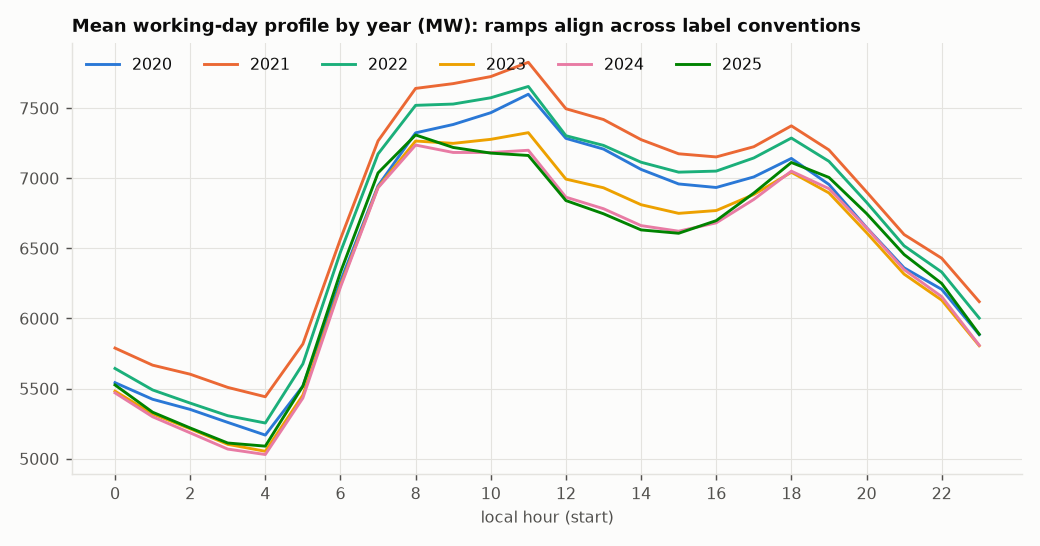 Mean working-day profile by year (MW): ramps align across label conventions
2020 2021 2022 2023 2024 2025
7500
7000
6500
6000
5500
5000
0 2 4 6 8 10 12 14 16 18 20 22
local hour (start)